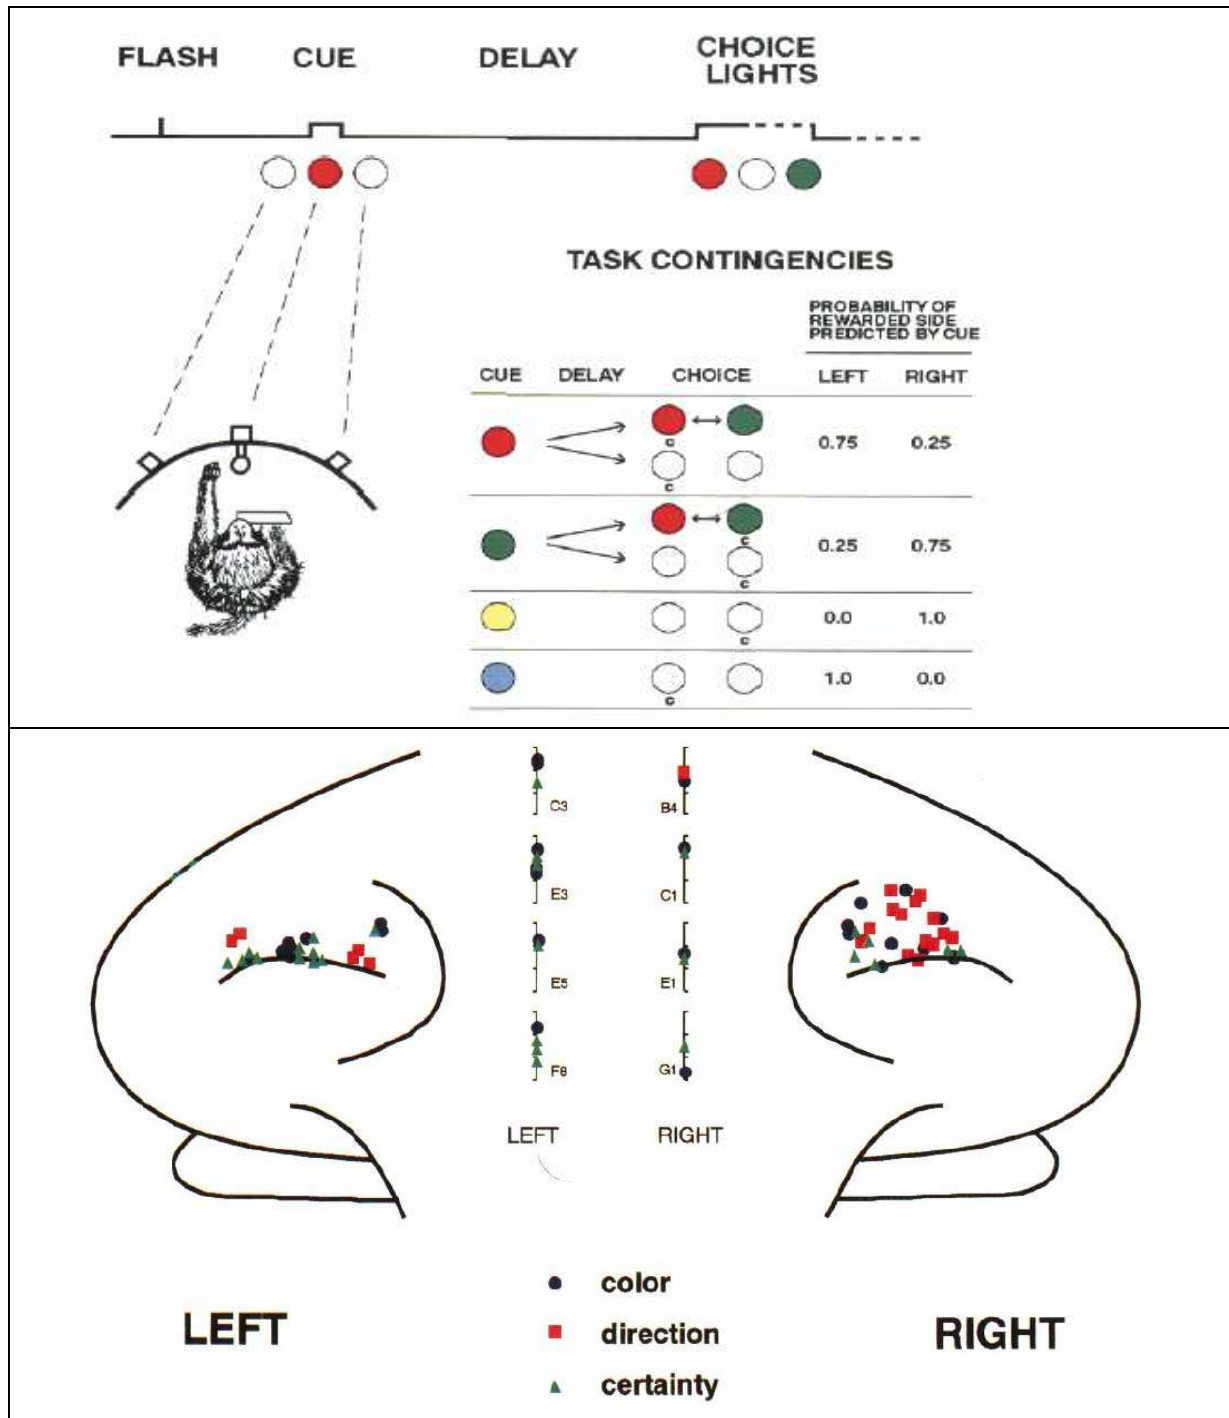 FLASH CUE DELAY CHOICE
LIGHTS
TASK CONTINGENCIES
PROBABILITY OF
REWARDED SIDE
PREDICTED BY CUE
CUE DELAY CHOICE LEFT RIGHT
0.75 0.25
c
c
0.25 0.75
c
c
0.0 1.0
c
1.0 0.0
c
C3 B4
E3 C1
E5 E1
F8 G1
LEFT RIGHT
color
LEFT direction RIGHT
certainty